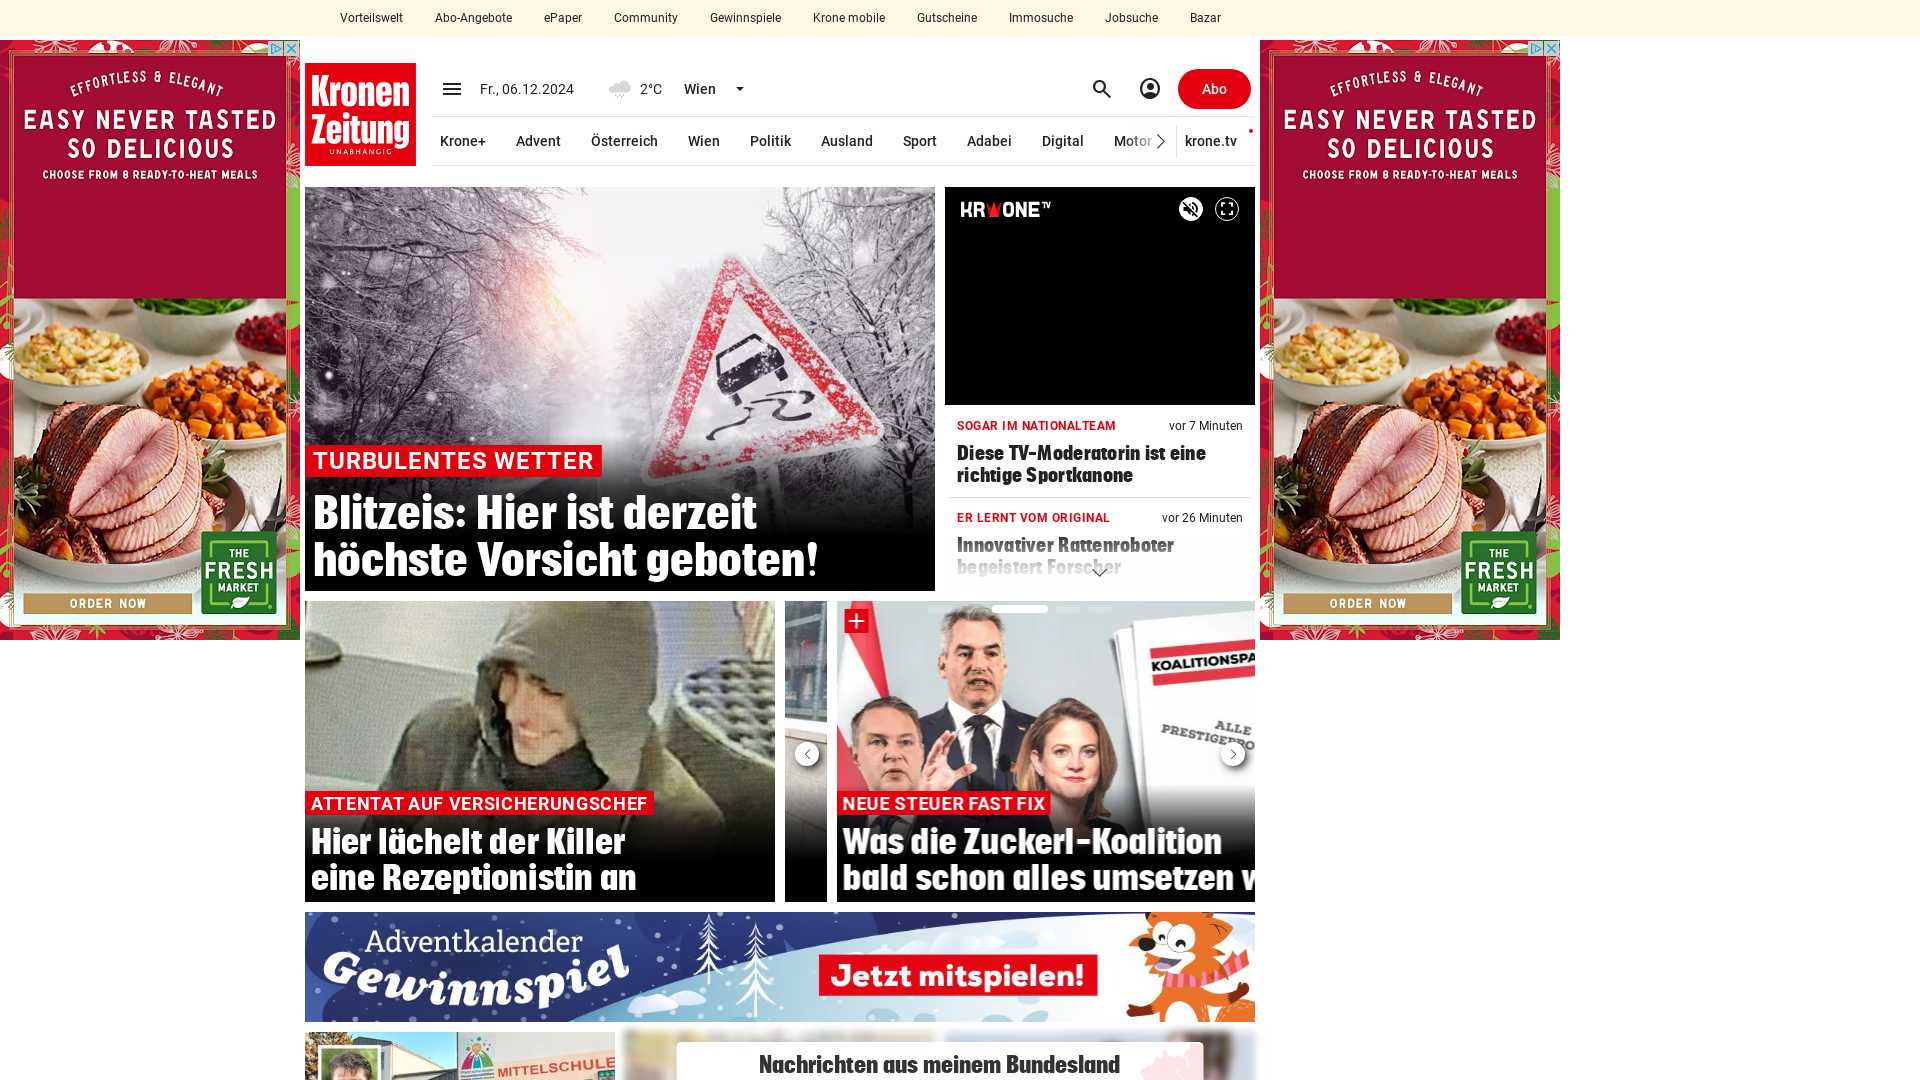 Vorteilswelt
Abo-Angebote
ePaper
Community
Gewinnspiele
Krone mobile
Gutscheine
Immosuche
Jobsuche
Bazar
EFFORTLESS & ELEGANT
EASY NEVER TASTED
SO DELICIOUS
CHOOSE FROM 8 READY-TO-HEAT MEALS
THE
FRESH
MARKET
ORDER NOW
Kronen
Zeitung
UNABHÄNGIG
Fr., 06.12.2024
2°C
Wien
Abo
Krone+
Advent
Österreich
Wien
Politik
Ausland
Sport
Adabei
Digital
Motor
krone.tv
TURBULENTES WETTER
Blitzeis: Hier ist derzeit
höchste Vorsicht geboten!
KRONE TV
SOGAR IM NATIONALTEAM
vor 7 Minuten
Diese TV-Moderatorin ist eine
richtige Sportkanone
ER LERNT VOM ORIGINAL
vor 26 Minuten
Innovativer Rattenroboter
begeistert Forscher
ATTENTAT AUF VERSICHERUNGSCHEF
Hier lächelt der Killer
eine Rezeptionistin an
KOALITIONSPA
ALLE
PRESTIGEPRO
NEUE STEUER FAST FIX
Was die Zuckerl-Koalition
bald schon alles umsetzen w
Adventkalender
Gewinnspiel
Jetzt mitspielen!
MITTELSCHULE
Nachrichten aus meinem Bundesland
EFFORTLESS & ELEGANT
EASY NEVER TASTED
SO DELICIOUS
CHOOSE FROM 8 READY-TO-HEAT MEALS
THE
FRESH
MARKET
ORDER NOW